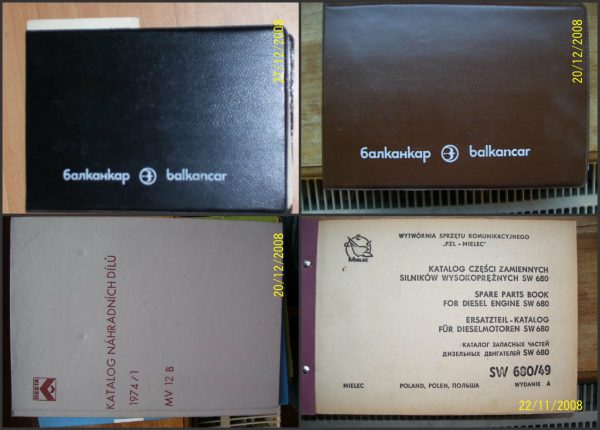 27/12/2008
балканкар balkancar
20/12/2008
балканкар balkancar
20/12/2008
DESTA
KATALOG NÁHRADNÍCH DÍLŮ
1974/1
MV 12 B
WYTWÓRNIA SPRZĘTU KOMUNIKACYJNEGO
"PZL – MIELEC"
MIELEC
KATALOG CZĘŚCI ZAMIENNYCH
SILNIKÓW WYSOKOPRĘŻNYCH SW 680
SPARE PARTS BOOK
FOR DIESEL ENGINE SW 680
ERSATZTEIL-KATALOG
FÜR DIESELMOTOREN SW 680
КАТАЛОГ ЗАПАСНЫХ ЧАСТЕЙ
ДИЗЕЛЬНЫХ ДВИГАТЕЛЕЙ SW 680
SW 680/49
MIELEC POLAND, POLEN, ПОЛЬША WYDANIE A
22/11/2008